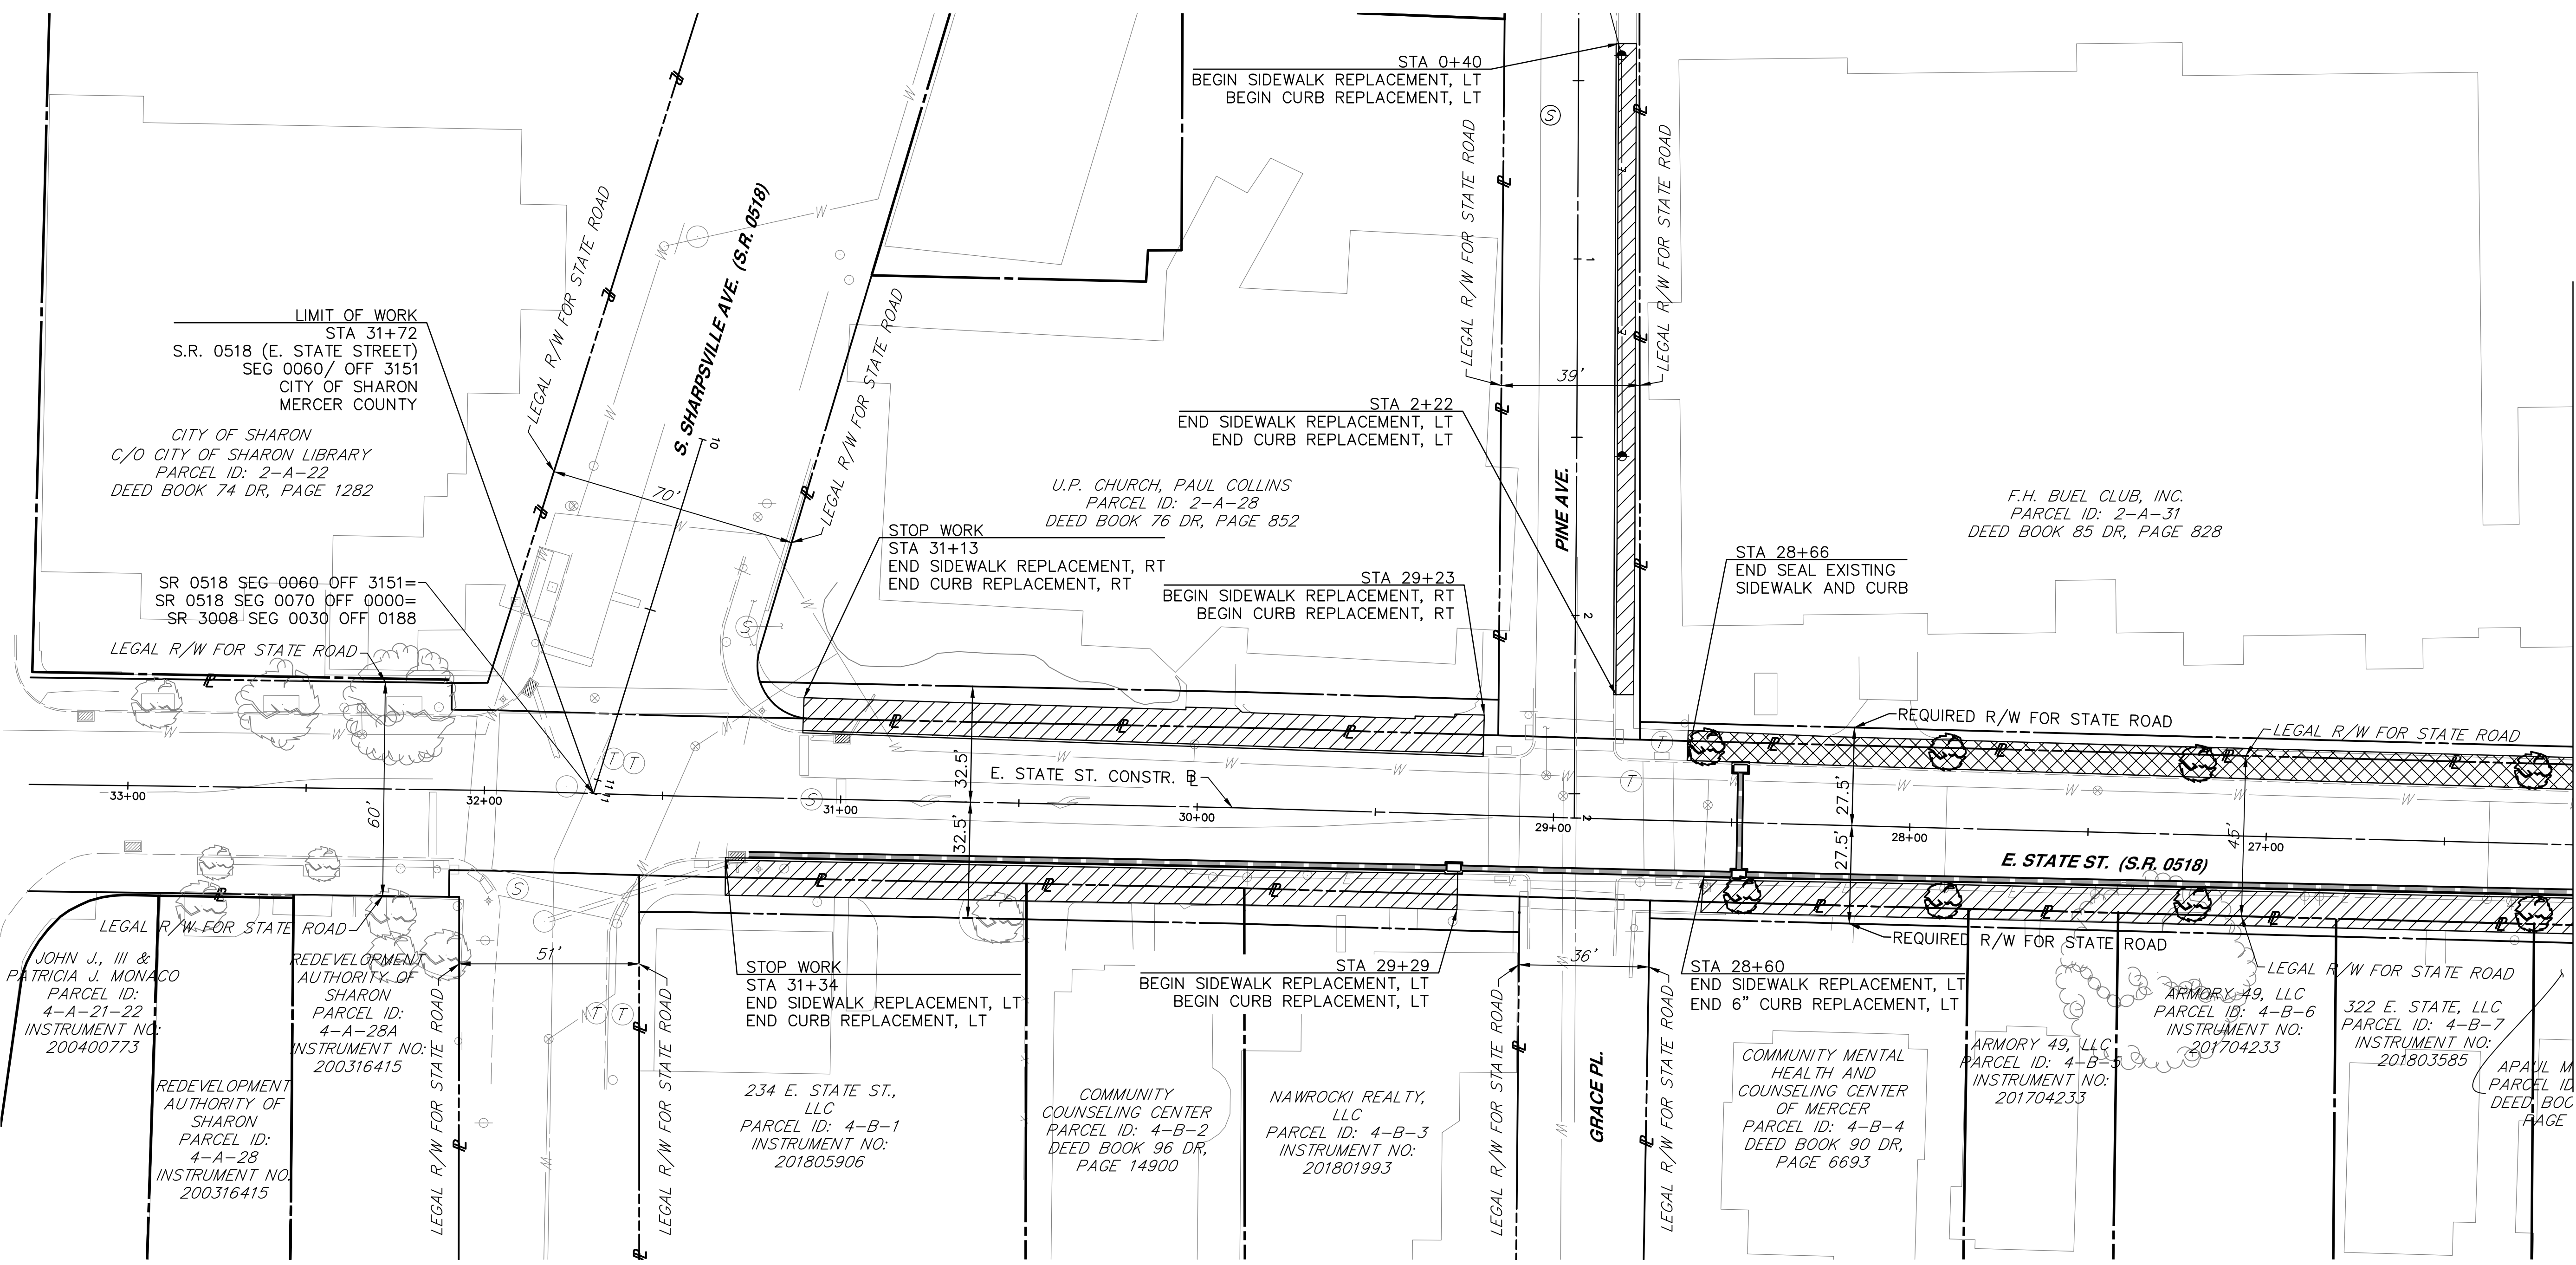 STA 0+40
BEGIN SIDEWALK REPLACEMENT, LT
BEGIN CURB REPLACEMENT, LT
S
LEGAL R/W FOR STATE ROAD
LEGAL R/W FOR STATE ROAD
LEGAL R/W FOR STATE ROAD
S. SHARPSVILLE AVE. (S.R. 0518)
LEGAL R/W FOR STATE ROAD
LIMIT OF WORK
STA 31+72
S.R. 0518 (E. STATE STREET)
SEG 0060/ OFF 3151
CITY OF SHARON
MERCER COUNTY
CITY OF SHARON
C/O CITY OF SHARON LIBRARY
PARCEL ID: 2-A-22
DEED BOOK 74 DR, PAGE 1282
10
70'
1
39'
STA 2+22
END SIDEWALK REPLACEMENT, LT
END CURB REPLACEMENT, LT
U.P. CHURCH, PAUL COLLINS
PARCEL ID: 2-A-28
DEED BOOK 76 DR, PAGE 852
PINE AVE.
F.H. BUEL CLUB, INC.
PARCEL ID: 2-A-31
DEED BOOK 85 DR, PAGE 828
STOP WORK
STA 31+13
END SIDEWALK REPLACEMENT, RT
END CURB REPLACEMENT, RT
STA 29+23
BEGIN SIDEWALK REPLACEMENT, RT
BEGIN CURB REPLACEMENT, RT
STA 28+66
END SEAL EXISTING
SIDEWALK AND CURB
SR 0518 SEG 0060 OFF 3151=
SR 0518 SEG 0070 OFF 0000=
SR 3008 SEG 0030 OFF 0188
S
2
LEGAL R/W FOR STATE ROAD
REQUIRED R/W FOR STATE ROAD
LEGAL R/W FOR STATE ROAD
T
T
T
T
E. STATE ST. CONSTR. BL
11
11
33+00
32+00
31+00
30+00
29+00
28+00
27+00
S
2
60'
32.5'
32.5'
27.5'
27.5'
45'
E. STATE ST. (S.R. 0518)
S
LEGAL R/W FOR STATE ROAD
REQUIRED R/W FOR STATE ROAD
51'
36'
LEGAL R/W FOR STATE ROAD
STOP WORK
STA 31+34
END SIDEWALK REPLACEMENT, LT
END CURB REPLACEMENT, LT
STA 29+29
BEGIN SIDEWALK REPLACEMENT, LT
BEGIN CURB REPLACEMENT, LT
STA 28+60
END SIDEWALK REPLACEMENT, LT
END 6" CURB REPLACEMENT, LT
JOHN J., III &
PATRICIA J. MONACO
PARCEL ID:
4-A-21-22
INSTRUMENT NO:
200400773
REDEVELOPMENT
AUTHORITY OF
SHARON
PARCEL ID:
4-A-28A
INSTRUMENT NO:
200316415
REDEVELOPMENT
AUTHORITY OF
SHARON
PARCEL ID:
4-A-28
INSTRUMENT NO.
200316415
LEGAL R/W FOR STATE ROAD
T
T
LEGAL R/W FOR STATE ROAD
234 E. STATE ST.,
LLC
PARCEL ID: 4-B-1
INSTRUMENT NO:
201805906
COMMUNITY
COUNSELING CENTER
PARCEL ID: 4-B-2
DEED BOOK 96 DR,
PAGE 14900
NAWROCKI REALTY,
LLC
PARCEL ID: 4-B-3
INSTRUMENT NO:
201801993
LEGAL R/W FOR STATE ROAD
GRACE PL.
LEGAL R/W FOR STATE ROAD
COMMUNITY MENTAL
HEALTH AND
COUNSELING CENTER
OF MERCER
PARCEL ID: 4-B-4
DEED BOOK 90 DR,
PAGE 6693
ARMORY 49, LLC
PARCEL ID: 4-B-5
INSTRUMENT NO:
201704233
ARMORY 49, LLC
PARCEL ID: 4-B-6
INSTRUMENT NO:
201704233
322 E. STATE, LLC
PARCEL ID: 4-B-7
INSTRUMENT NO:
201803585
APAUL M
PARCEL ID
DEED BOO
PAGE